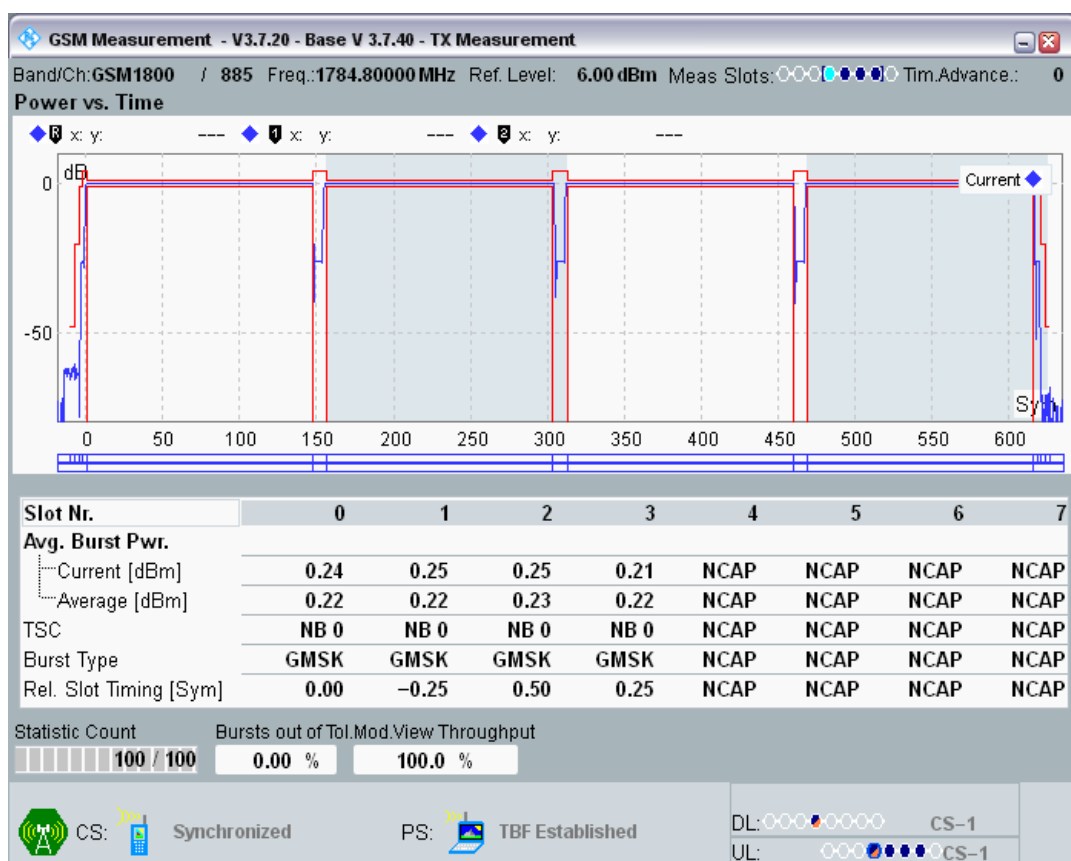 GSM Measurement - V3.7.20 - Base V 3.7.40 - TX Measurement
Band/Ch:GSM1800 / 885 Freq.:1784.80000 MHz Ref. Level: 6.00 dBm Meas Slots: Tim.Advance.: 0
Power vs. Time
R x: y: --- 1 x: y: --- 2 x: y: ---
dB
Current
0
-50
Sy
0 50 100 150 200 250 300 350 400 450 500 550 600
Slot Nr. 0 1 2 3 4 5 6 7
Avg. Burst Pwr.
Current [dBm] 0.24 0.25 0.25 0.21 NCAP NCAP NCAP NCAP
Average [dBm] 0.22 0.22 0.23 0.22 NCAP NCAP NCAP NCAP
TSC NB 0 NB 0 NB 0 NB 0 NCAP NCAP NCAP NCAP
Burst Type GMSK GMSK GMSK GMSK NCAP NCAP NCAP NCAP
Rel. Slot Timing [Sym] 0.00 −0.25 0.50 0.25 NCAP NCAP NCAP NCAP
Statistic Count Bursts out of Tol. Mod.View Throughput
100 / 100 0.00 % 100.0 %
CS: Synchronized PS: TBF Established DL: CS−1
UL: CS−1